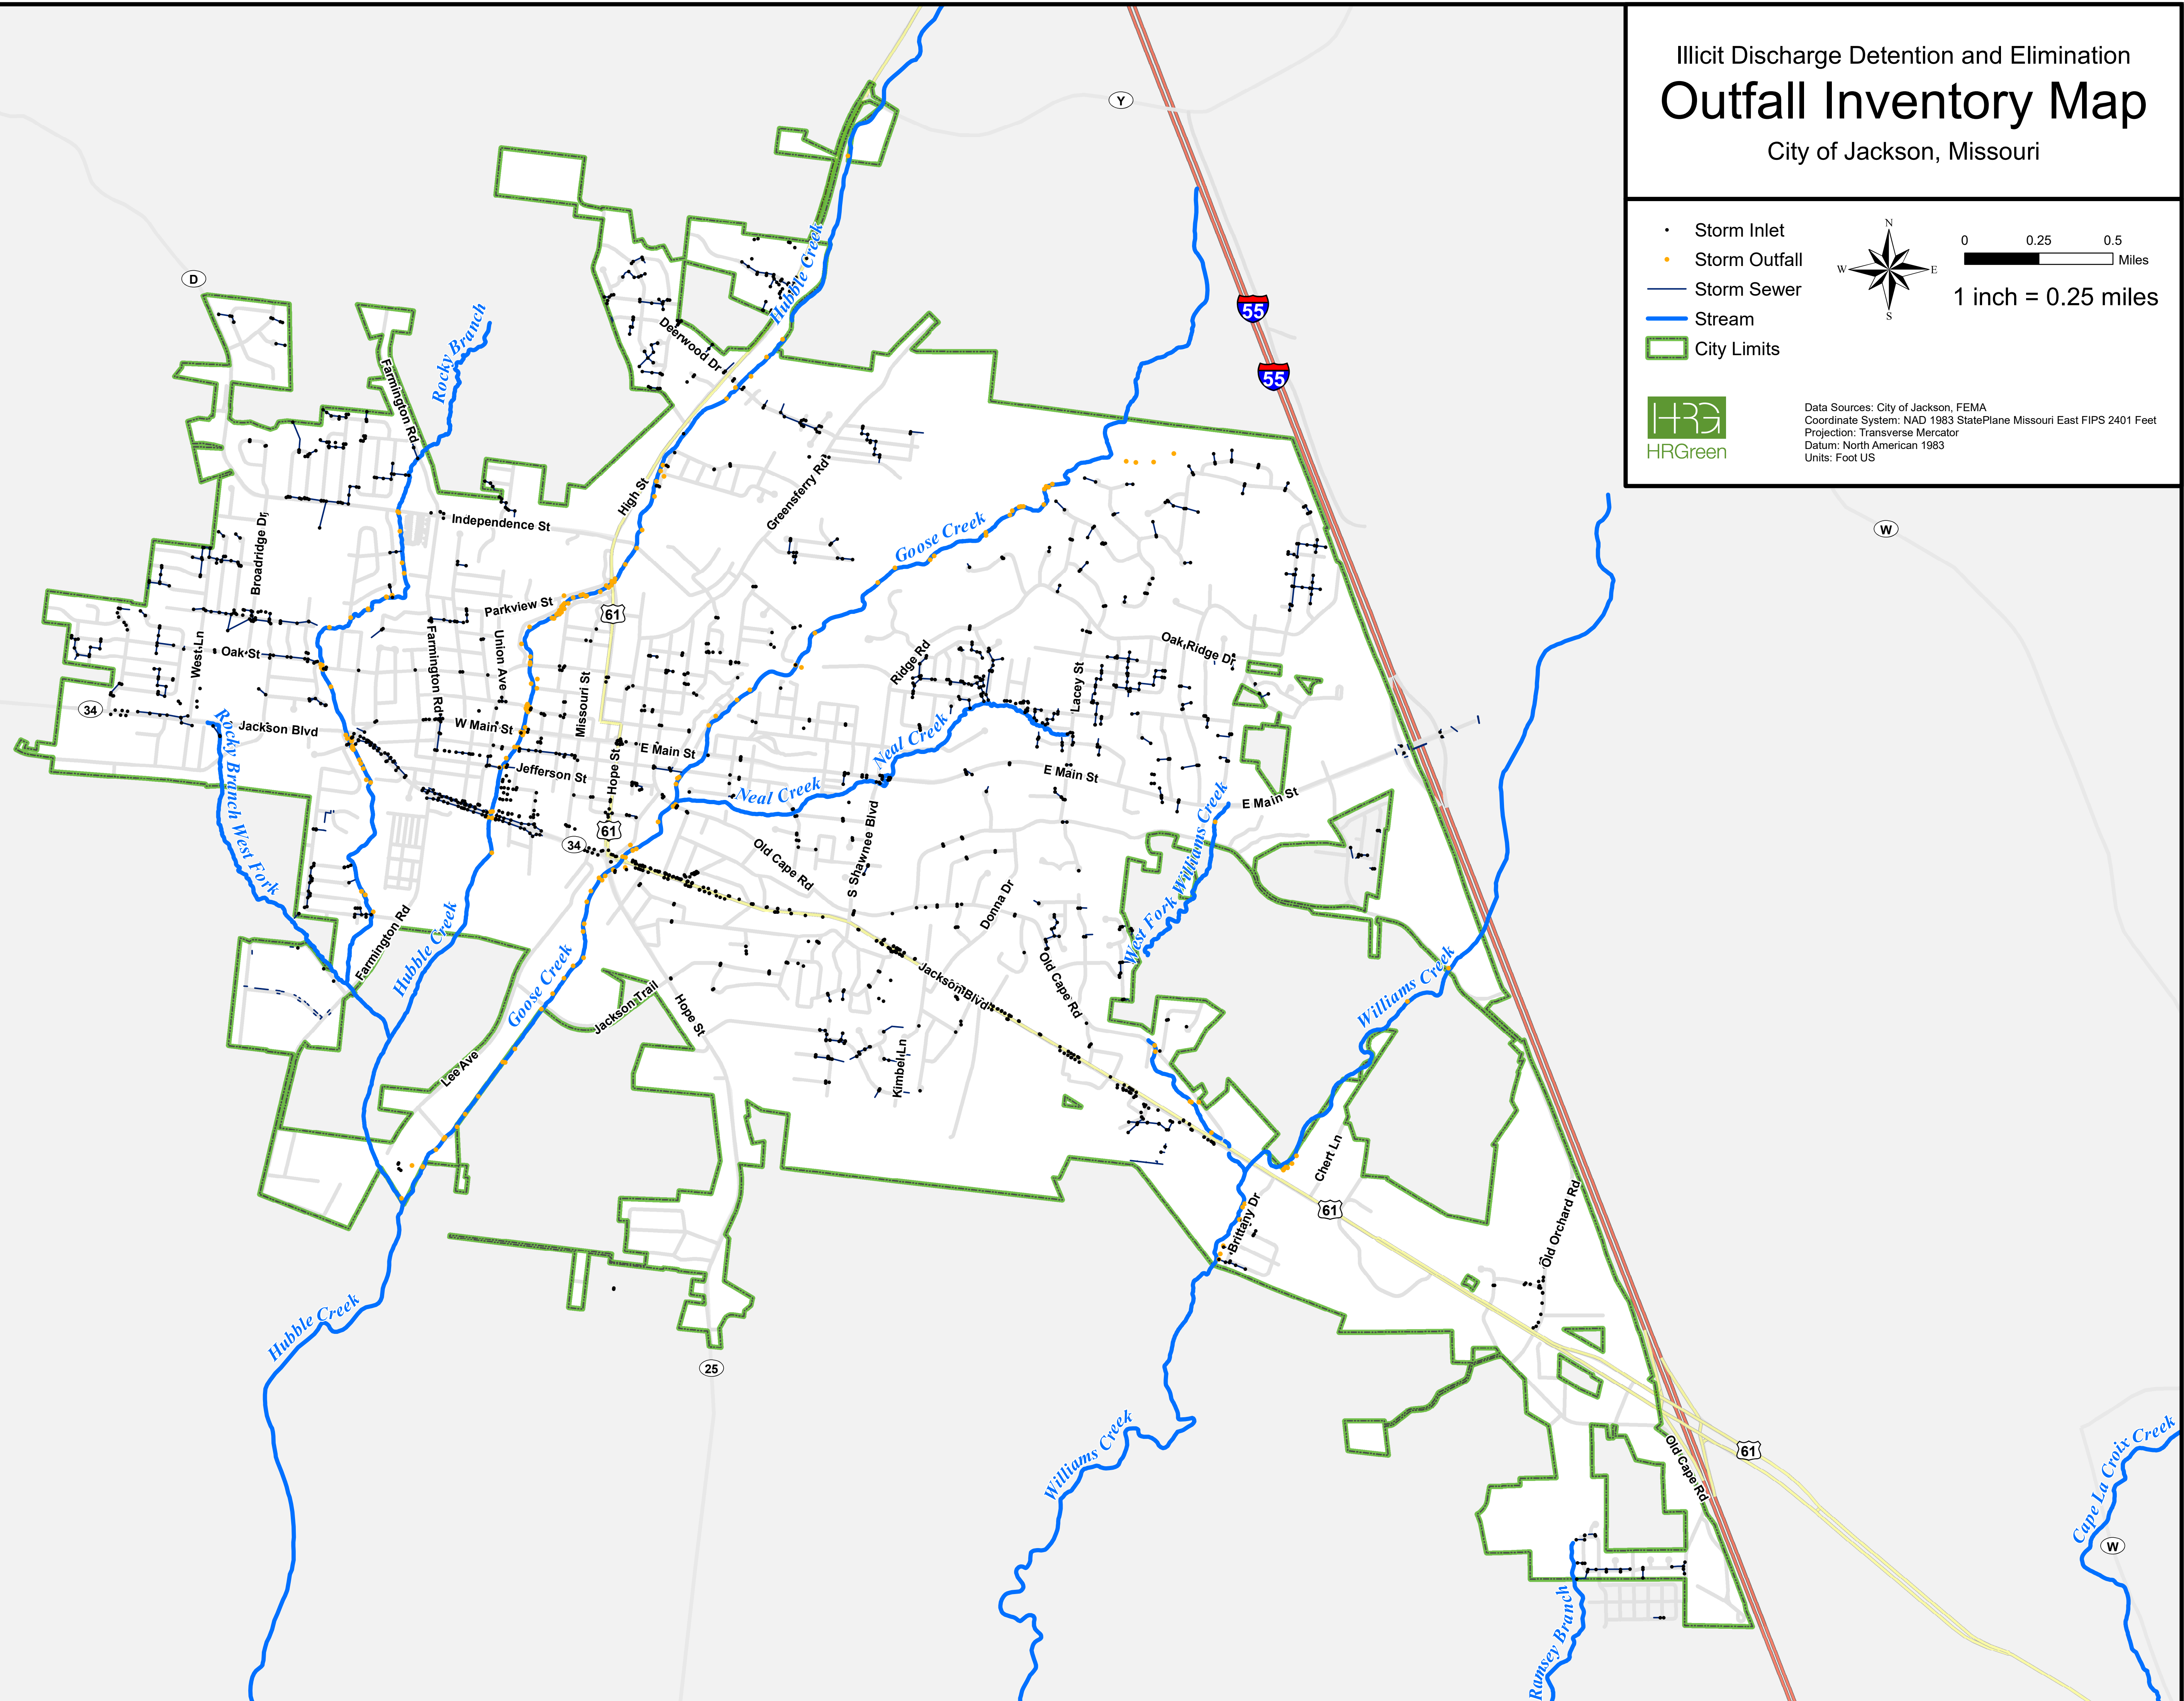 Illicit Discharge Detention and Elimination
Outfall Inventory Map
City of Jackson, Missouri
Storm Inlet
Storm Outfall
Storm Sewer
Stream
City Limits
N
W
E
S
0
0.25
0.5
Miles
1 inch = 0.25 miles
HRG
HRGreen
Data Sources: City of Jackson, FEMA
Coordinate System: NAD 1983 StatePlane Missouri East FIPS 2401 Feet
Projection: Transverse Mercator
Datum: North American 1983
Units: Foot US
Y
D
Hubble Creek
55
Rocky Branch
Deerwood Dr
55
Farmington Rd
High St
Greensferry Rd
Independence St
Goose Creek
W
Broadridge Dr
Parkview St
61
West Ln
Oak St
Farmington Rd
Union Ave
Missouri St
Ridge Rd
Lacey St
Oak Ridge Dr
34
Jackson Blvd
W Main St
E Main St
Neal Creek
Jefferson St
Hope St
E Main St
Neal Creek
E Main St
Rocky Branch West Fork
61
34
Old Cape Rd
S Shawnee Blvd
West Fork Williams Creek
Donna Dr
Farmington Rd
Hubble Creek
Goose Creek
Jackson Blvd
Old Cape Rd
Williams Creek
Jackson Trail
Hope St
Lee Ave
Kimbel Ln
Chert Ln
61
Brittany Dr
Old Orchard Rd
Hubble Creek
25
Williams Creek
61
Old Cape Rd
Cape La Croix Creek
W
Ramsey Branch